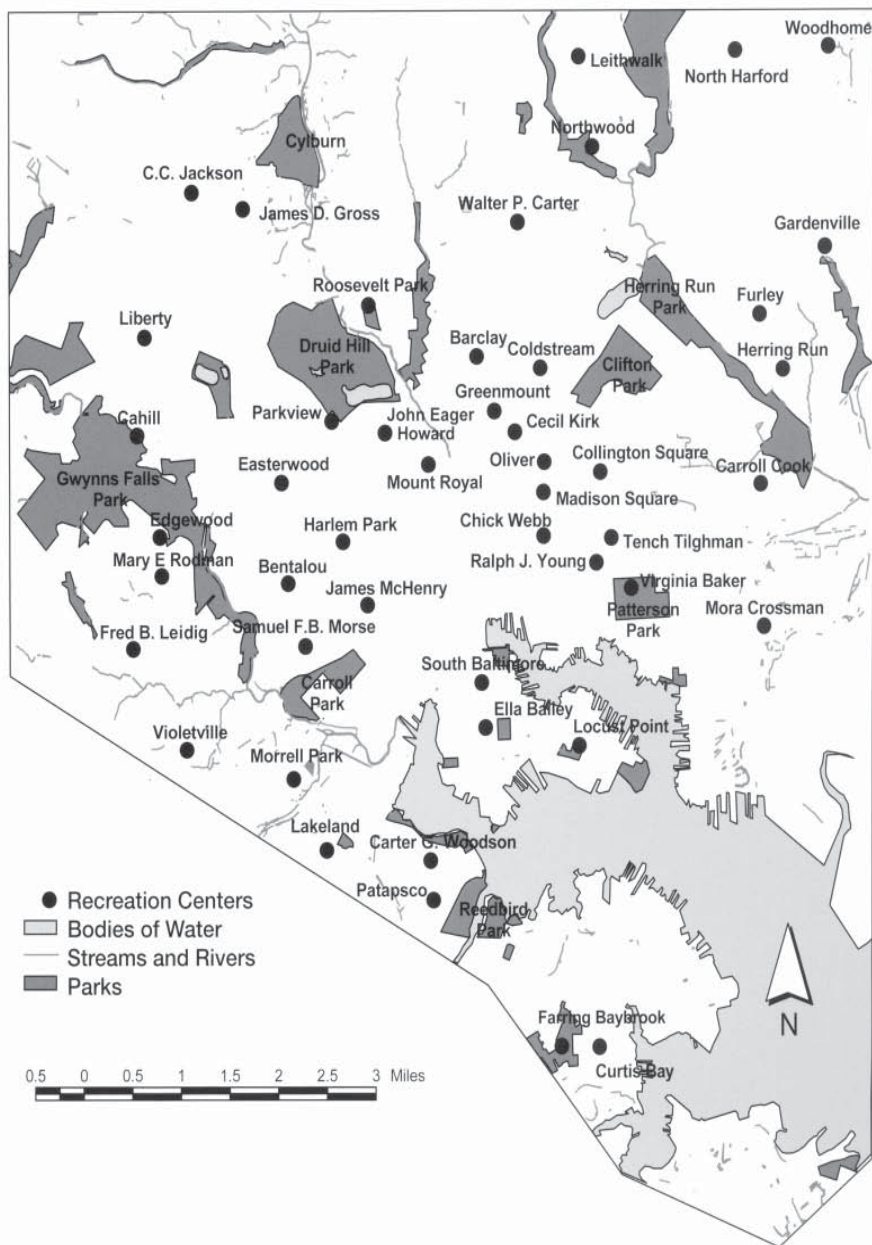 Woodhome
Leithwalk
North Harford
Northwood
Cylburn
C.C. Jackson
James D. Gross
Walter P. Carter
Gardenville
Roosevelt Park
Herring Run
Park
Furley
Liberty
Druid Hill
Park
Barclay
Coldstream
Clifton
Park
Herring Run
Greenmount
Parkview
John Eager
Howard
Cecil Kirk
Cahill
Easterwood
Mount Royal
Oliver
Collington Square
Carroll Cook
Gwynns Falls
Park
Madison Square
Edgewood
Harlem Park
Chick Webb
Tench Tilghman
Mary E Rodman
Bentalou
Ralph J. Young
James McHenry
Virginia Baker
Patterson
Park
Mora Crossman
Fred B. Leidig
Samuel F.B. Morse
South Baltimore
Carroll
Park
Ella Bailey
Locust Point
Violetville
Morrell Park
Lakeland
Carter G. Woodson
Patapsco
Reedbird
Park
Recreation Centers
Bodies of Water
Streams and Rivers
Parks
N
Farring Baybrook
Curtis Bay
0.5 0 0.5 1.0 1.5 2.0 2.5 3 Miles